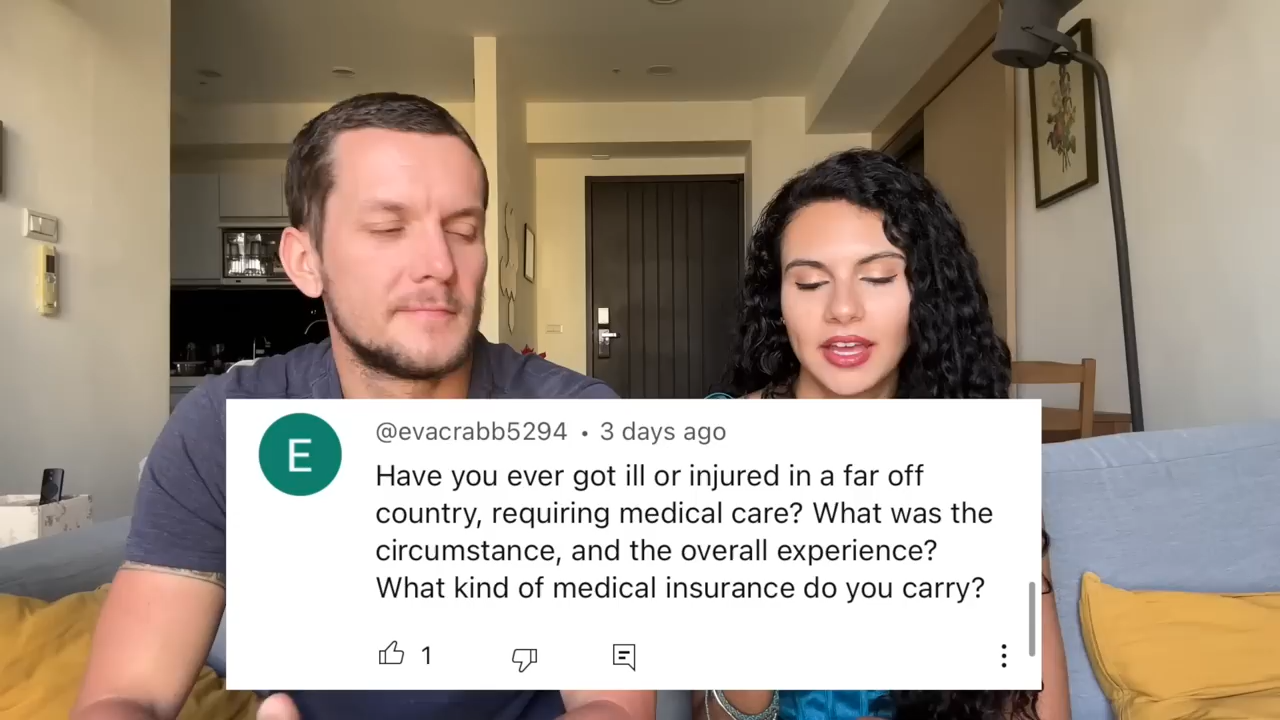 E
@evacrabb5294 • 3 days ago
Have you ever got ill or injured in a far off
country, requiring medical care? What was the
circumstance, and the overall experience?
What kind of medical insurance do you carry?
1